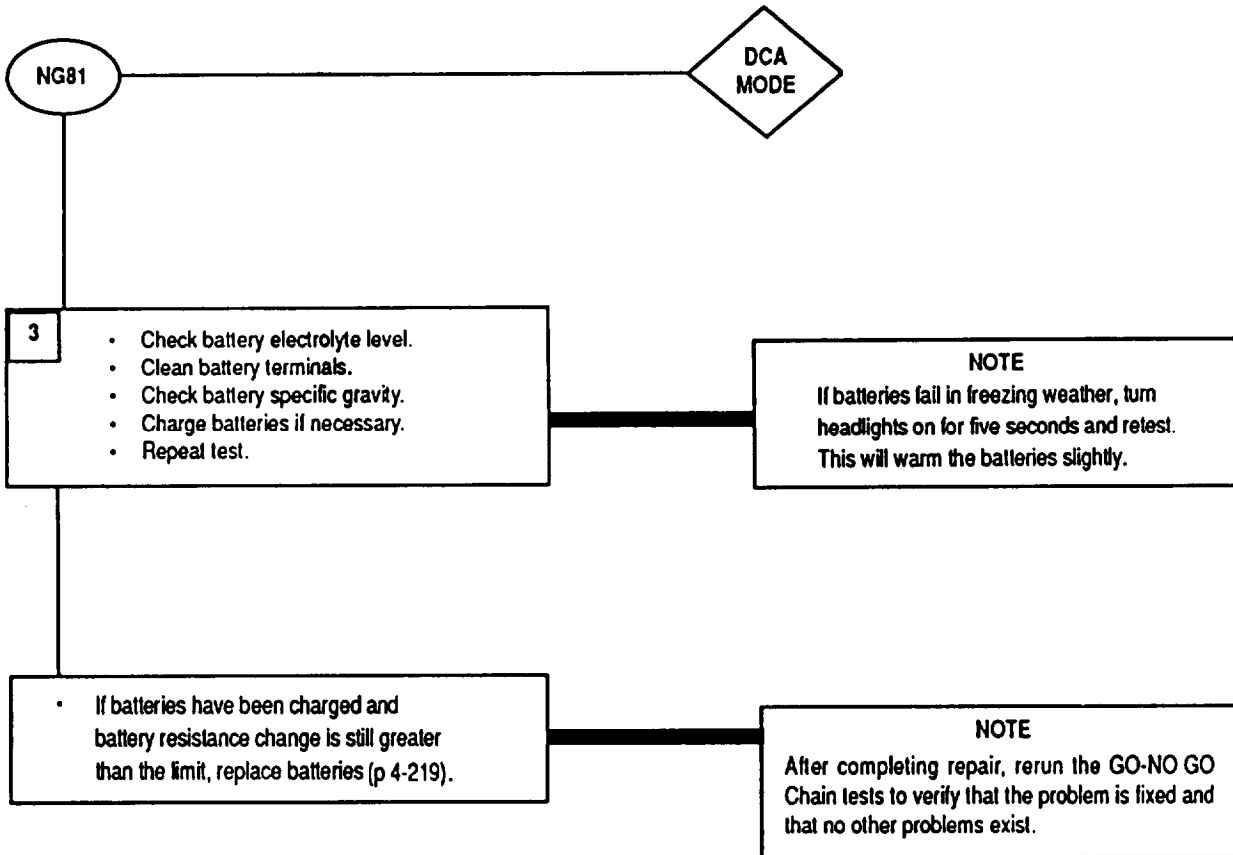 NG81
DCA
MODE
3
• Check battery electrolyte level.
• Clean battery terminals.
• Check battery specific gravity.
• Charge batteries if necessary.
• Repeat test.
NOTE
If batteries fail in freezing weather, turn
headlights on for five seconds and retest.
This will warm the batteries slightly.
• If batteries have been charged and
battery resistance change is still greater
than the limit, replace batteries (p 4-219).
NOTE
After completing repair, rerun the GO-NO GO
Chain tests to verify that the problem is fixed and
that no other problems exist.